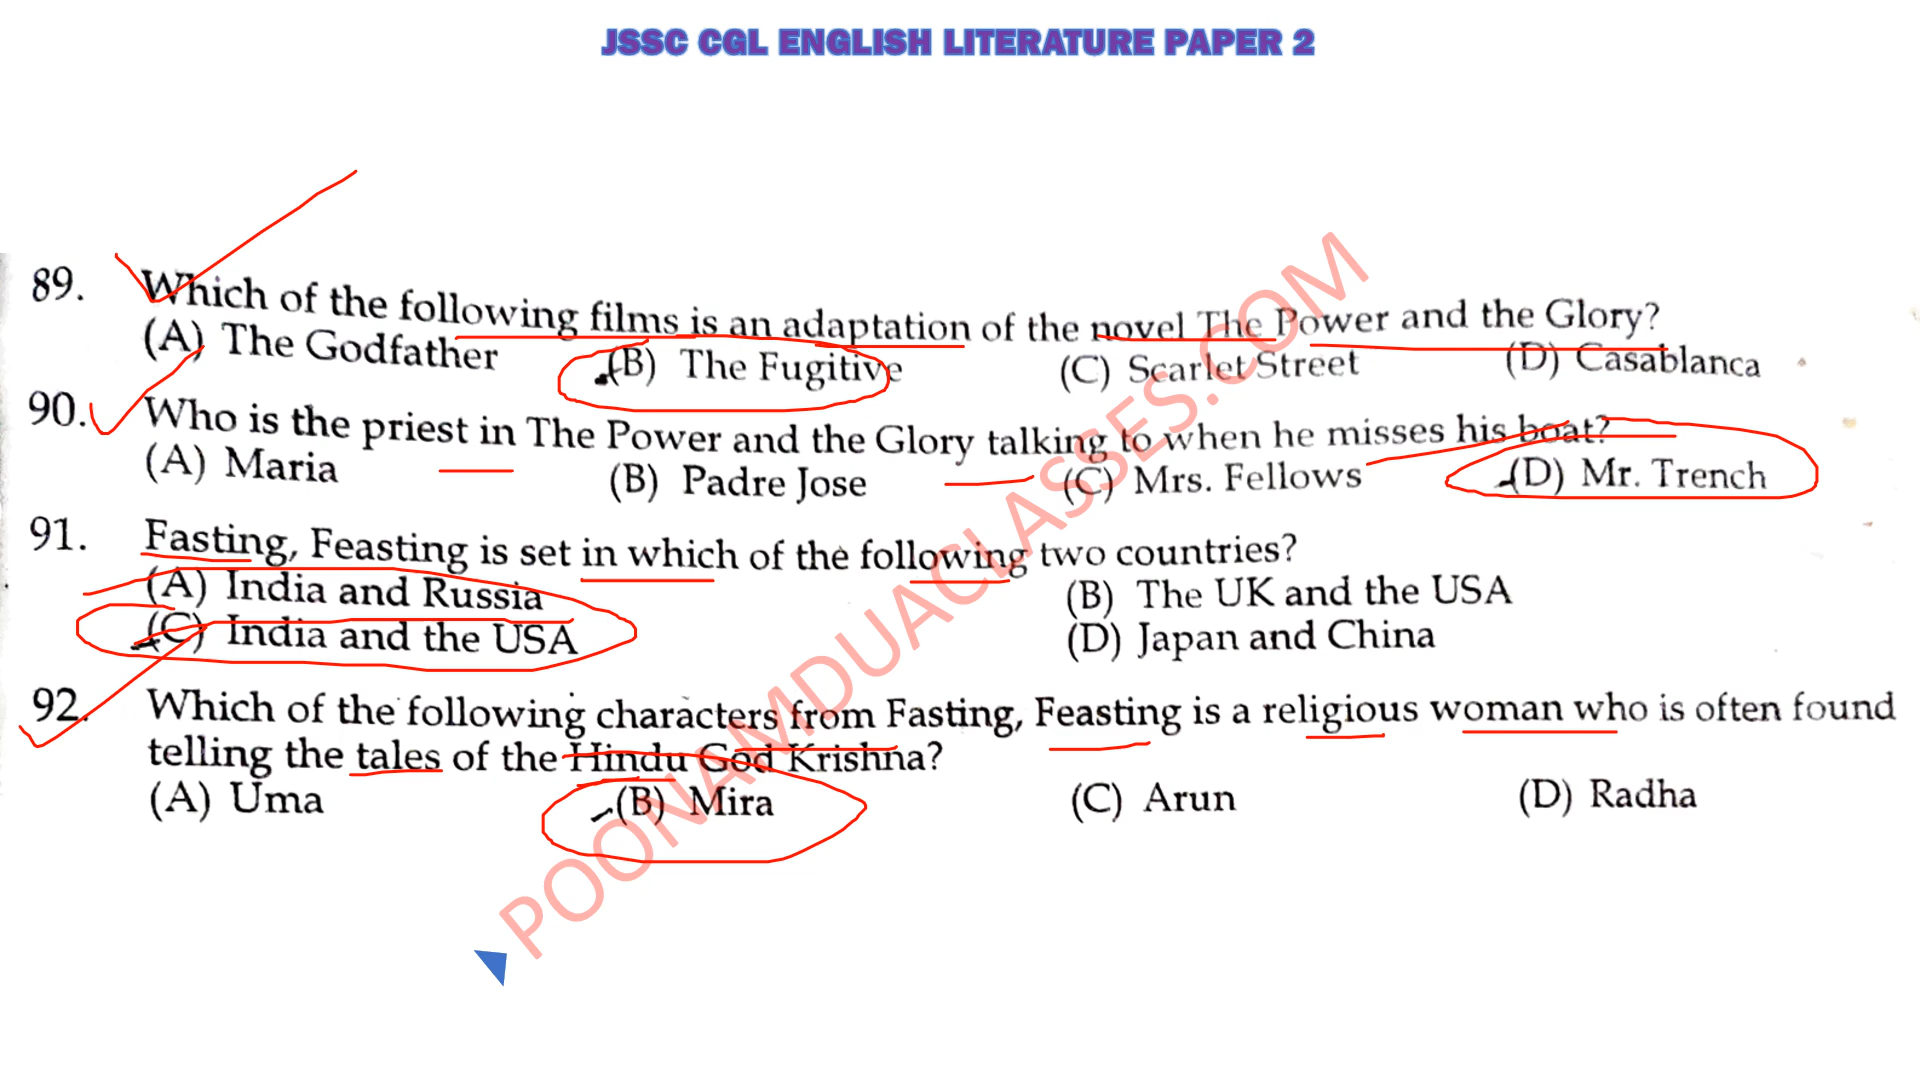 JSSC CGL ENGLISH LITERATURE PAPER 2
89. Which of the following films is an adaptation of the novel The Power and the Glory?
(A) The Godfather (B) The Fugitive (C) Scarlet Street (D) Casablanca
90. Who is the priest in The Power and the Glory talking to when he misses his boat?
(A) Maria (B) Padre Jose (C) Mrs. Fellows (D) Mr. Trench
91. Fasting, Feasting is set in which of the following two countries?
(A) India and Russia (B) The UK and the USA
(C) India and the USA (D) Japan and China
92. Which of the following characters from Fasting, Feasting is a religious woman who is often found
telling the tales of the Hindu God Krishna?
(A) Uma (B) Mira (C) Arun (D) Radha
POONAMDUACLASSES.COM